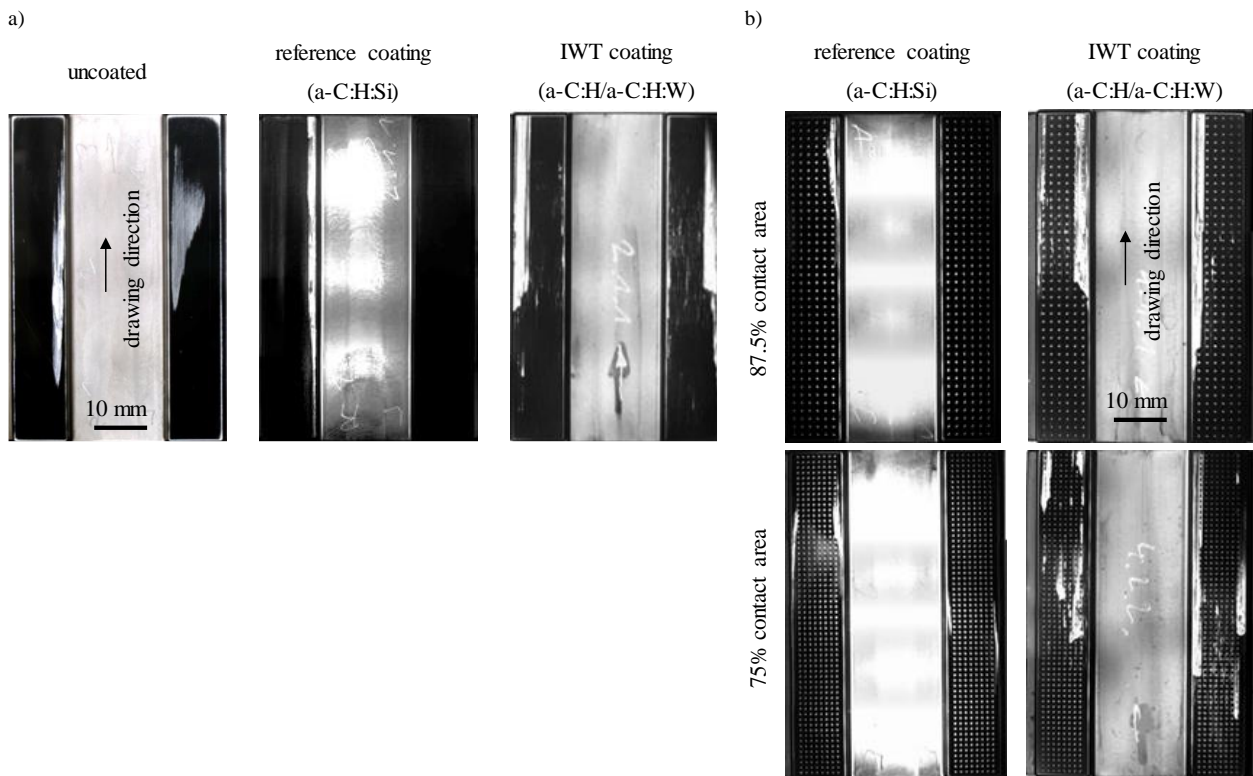 a)
uncoated
reference coating
(a-C:H:Si)
IWT coating
(a-C:H/a-C:H:W)
drawing direction
10 mm
b)
reference coating
(a-C:H:Si)
IWT coating
(a-C:H/a-C:H:W)
87.5% contact area
drawing direction
10 mm
75% contact area